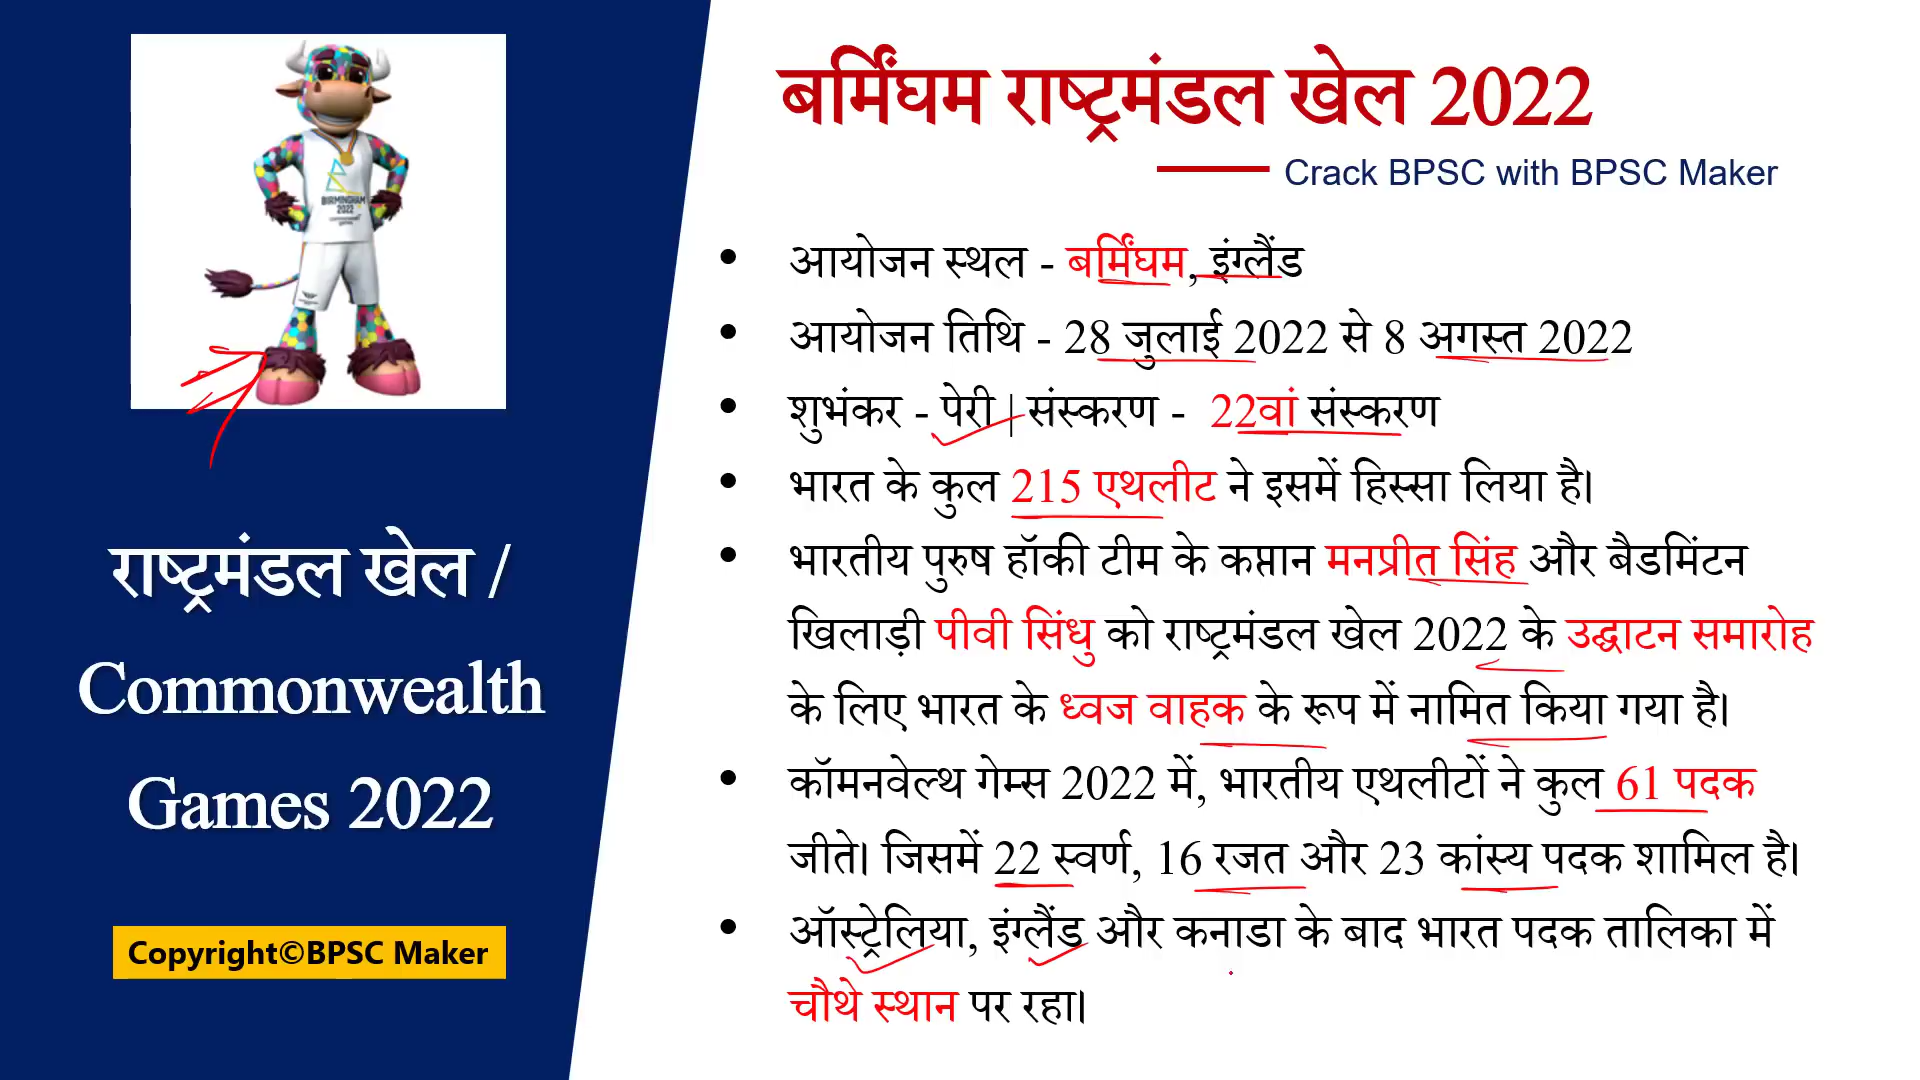 BIRMINGHAM
2022
राष्ट्रमंडल खेल /
Commonwealth
Games 2022
Copyright©BPSC Maker
बर्मिंघम राष्ट्रमंडल खेल 2022
Crack BPSC with BPSC Maker
• आयोजन स्थल - बर्मिंघम, इंग्लैंड
• आयोजन तिथि - 28 जुलाई 2022 से 8 अगस्त 2022
• शुभंकर - पेरी | संस्करण - 22वां संस्करण
• भारत के कुल 215 एथलीट ने इसमें हिस्सा लिया है।
• भारतीय पुरुष हॉकी टीम के कप्तान मनप्रीत सिंह और बैडमिंटन
खिलाड़ी पीवी सिंधु को राष्ट्रमंडल खेल 2022 के उद्घाटन समारोह
के लिए भारत के ध्वज वाहक के रूप में नामित किया गया है।
• कॉमनवेल्थ गेम्स 2022 में, भारतीय एथलीटों ने कुल 61 पदक
जीते। जिसमें 22 स्वर्ण, 16 रजत और 23 कांस्य पदक शामिल है।
• ऑस्ट्रेलिया, इंग्लैंड और कनाडा के बाद भारत पदक तालिका में
चौथे स्थान पर रहा।